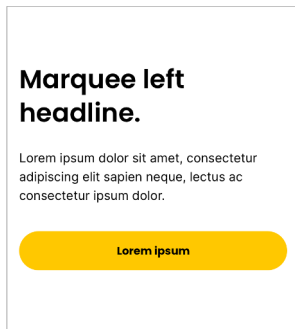 Marquee left
headline.
Lorem ipsum dolor sit amet, consectetur
adipiscing elit sapien neque, lectus ac
consectetur ipsum dolor.
Lorem ipsum